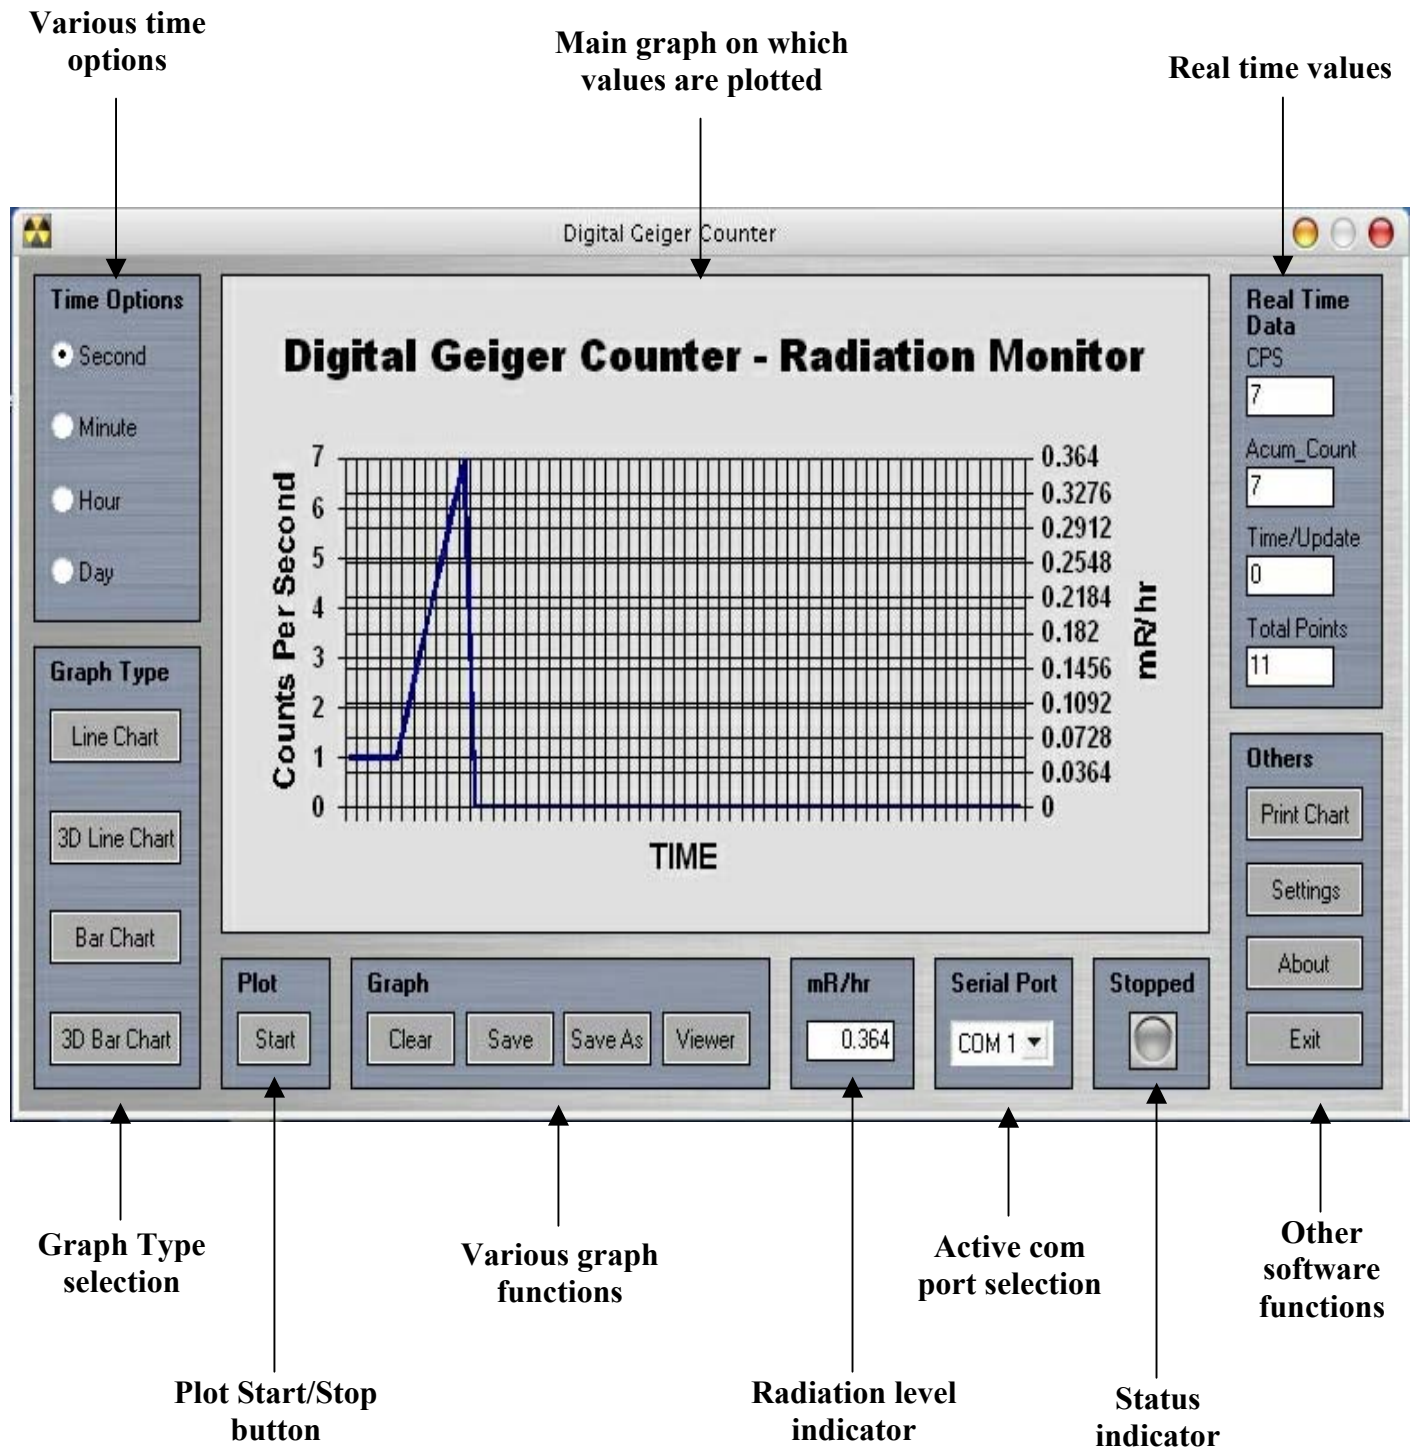 Various time
options
Main graph on which
values are plotted
Real time values
Digital Geiger Counter
Time Options
Second
Minute
Hour
Day
Graph Type
Line Chart
3D Line Chart
Bar Chart
3D Bar Chart
Digital Geiger Counter - Radiation Monitor
Counts Per Second
7
6
5
4
3
2
1
0
0.364
0.3276
0.2912
0.2548
0.2184
0.182
0.1456
0.1092
0.0728
0.0364
0
mR/hr
TIME
Real Time
Data
CPS
7
Acum_Count
7
Time/Update
0
Total Points
11
Others
Print Chart
Settings
About
Exit
Plot
Start
Graph
Clear Save Save As Viewer
mR/hr
0.364
Serial Port
COM 1
Stopped
Graph Type
selection
Various graph
functions
Active com
port selection
Other
software
functions
Plot Start/Stop
button
Radiation level
indicator
Status
indicator